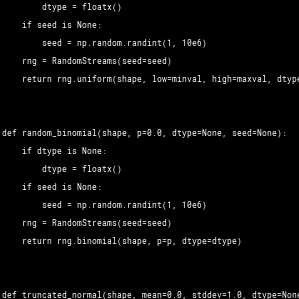 dtype = floatx()
if seed is None:
seed = np.random.randint(1, 10e6)
rng = RandomStreams(seed=seed)
return rng.uniform(shape, low=minval, high=maxval, dtype
def random_binomial(shape, p=0.0, dtype=None, seed=None):
if dtype is None:
dtype = floatx()
if seed is None:
seed = np.random.randint(1, 10e6)
rng = RandomStreams(seed=seed)
return rng.binomial(shape, p=p, dtype=dtype)
def truncated_normal(shape, mean=0.0, stddev=1.0, dtype=None